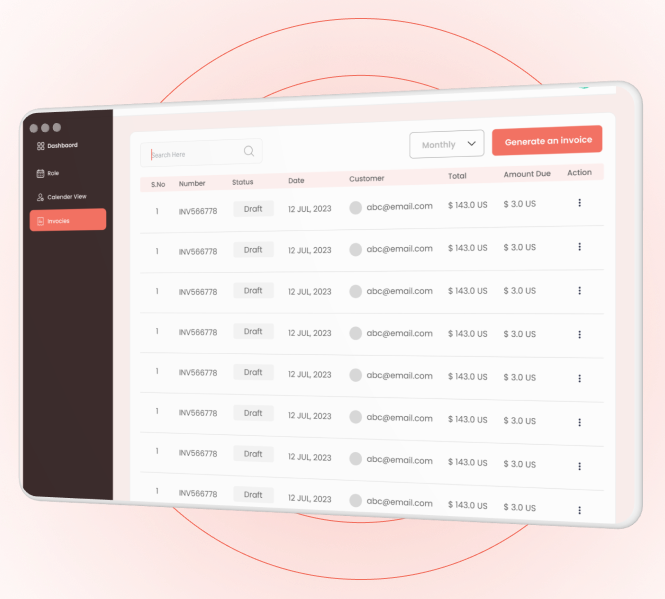 Dashboard
Role
Calender View
Invocies
Search Here
Monthly
Generate an invoice
S.No Number Status Date Customer Total Amount Due Action
1 INV566778 Draft 12 JUL, 2023 abc@email.com $ 143.0 US $ 3.0 US
1 INV566778 Draft 12 JUL, 2023 abc@email.com $ 143.0 US $ 3.0 US
1 INV566778 Draft 12 JUL, 2023 abc@email.com $ 143.0 US $ 3.0 US
1 INV566778 Draft 12 JUL, 2023 abc@email.com $ 143.0 US $ 3.0 US
1 INV566778 Draft 12 JUL, 2023 abc@email.com $ 143.0 US $ 3.0 US
1 INV566778 Draft 12 JUL, 2023 abc@email.com $ 143.0 US $ 3.0 US
1 INV566778 Draft 12 JUL, 2023 abc@email.com $ 143.0 US $ 3.0 US
1 INV566778 Draft 12 JUL, 2023 abc@email.com $ 143.0 US $ 3.0 US